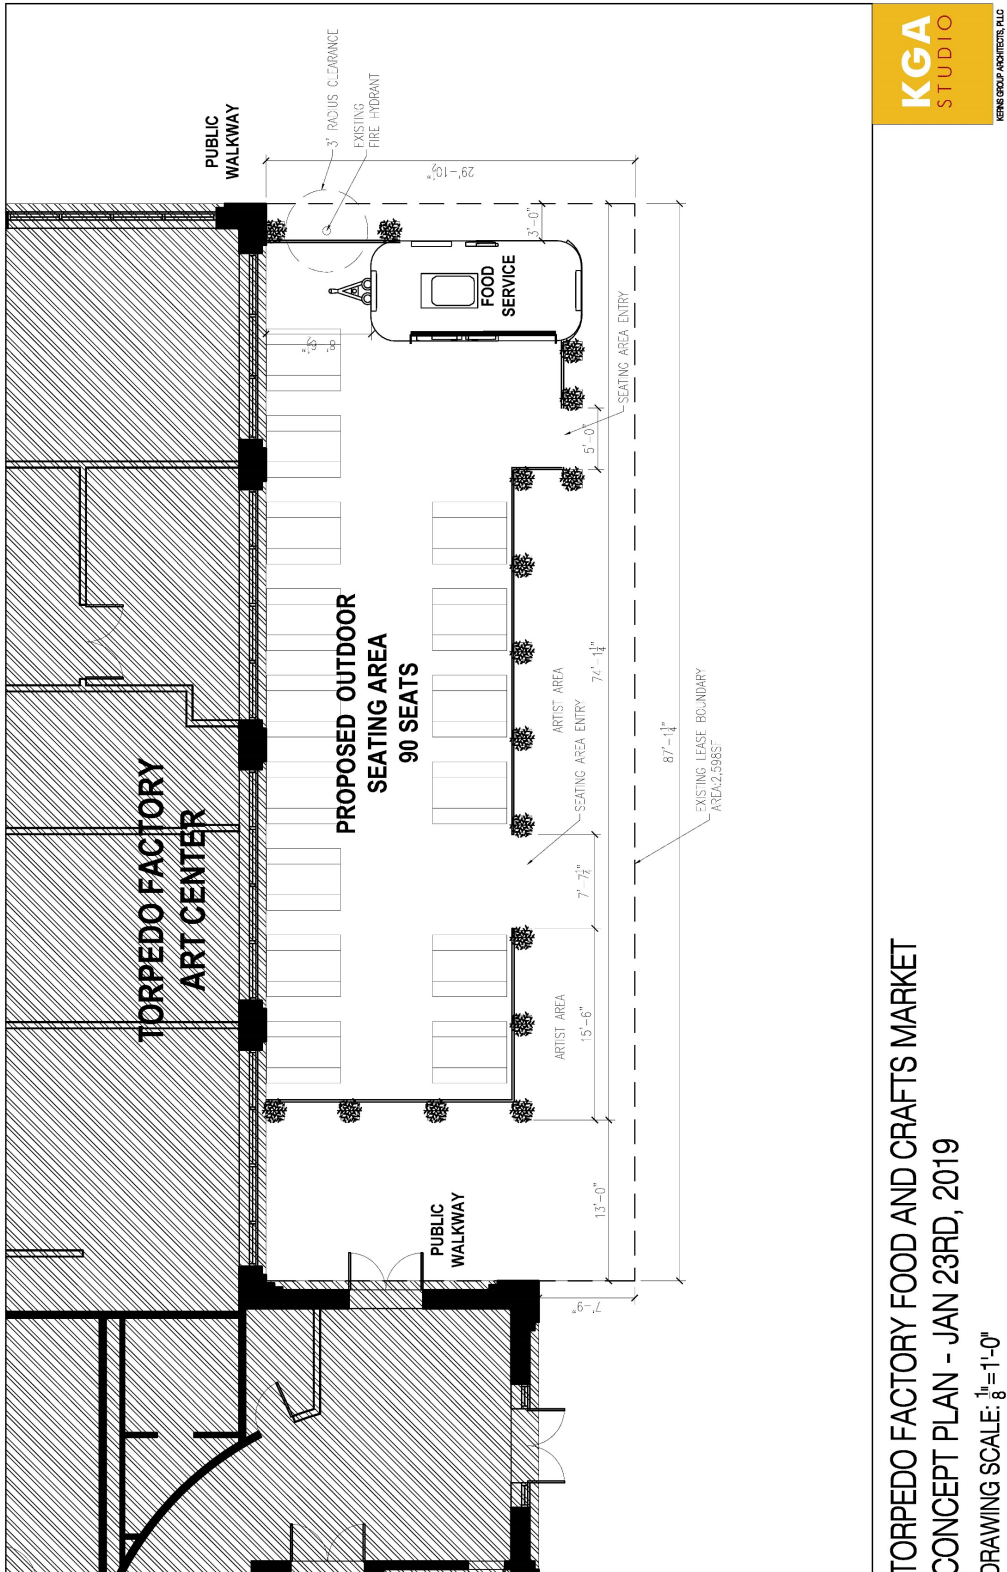 PUBLIC
WALKWAY
3' RADIUS CLEARANCE
EXISTING
FIRE HYDRANT
29'-10½"
3'-0"
FOOD
SERVICE
SEATING AREA ENTRY
5'-0"
TORPEDO FACTORY
ART CENTER
PROPOSED OUTDOOR
SEATING AREA
90 SEATS
ARTIST AREA
SEATING AREA ENTRY
74'-1¼"
87'-1¼"
EXISTING LEASE BOUNDARY
AREA:2,598SF
7'-7½"
ARTIST AREA
15'-6"
13'-0"
PUBLIC
WALKWAY
7'-9"
TORPEDO FACTORY FOOD AND CRAFTS MARKET
CONCEPT PLAN - JAN 23RD, 2019
DRAWING SCALE: ⅛"=1'-0"
KGA
STUDIO
KERNS GROUP ARCHITECTS, PLLC